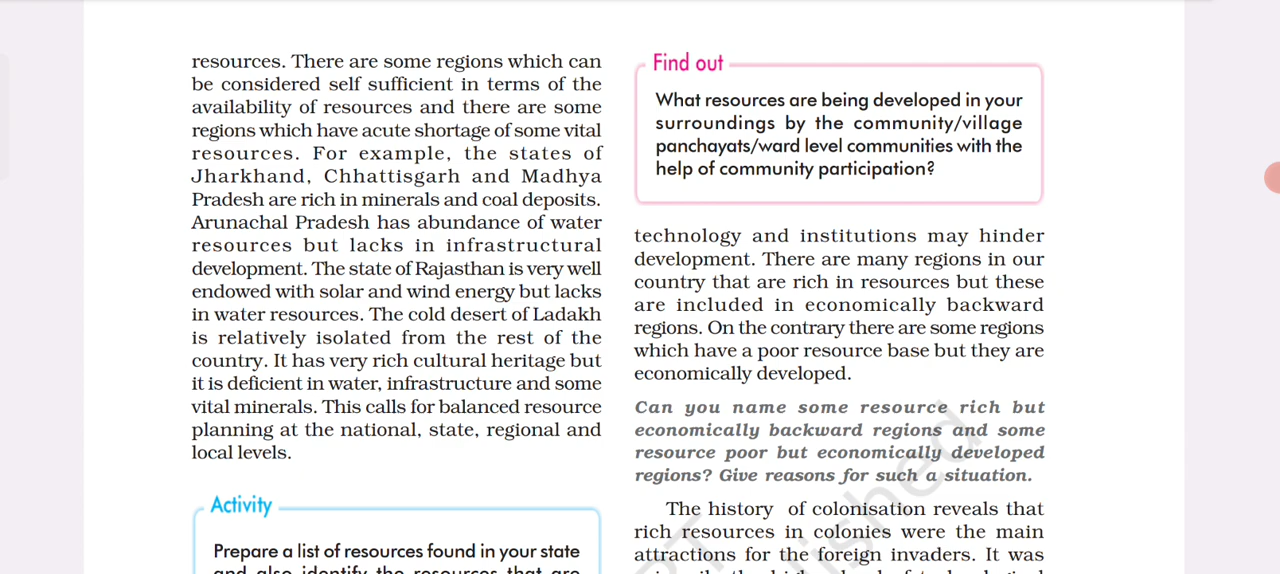 resources. There are some regions which can
be considered self sufficient in terms of the
availability of resources and there are some
regions which have acute shortage of some vital
resources. For example, the states of
Jharkhand, Chhattisgarh and Madhya
Pradesh are rich in minerals and coal deposits.
Arunachal Pradesh has abundance of water
resources but lacks in infrastructural
development. The state of Rajasthan is very well
endowed with solar and wind energy but lacks
in water resources. The cold desert of Ladakh
is relatively isolated from the rest of the
country. It has very rich cultural heritage but
it is deficient in water, infrastructure and some
vital minerals. This calls for balanced resource
planning at the national, state, regional and
local levels.
Activity
Prepare a list of resources found in your state
and also identify the resources that are
Find out
What resources are being developed in your
surroundings by the community/village
panchayats/ward level communities with the
help of community participation?
technology and institutions may hinder
development. There are many regions in our
country that are rich in resources but these
are included in economically backward
regions. On the contrary there are some regions
which have a poor resource base but they are
economically developed.
Can you name some resource rich but
economically backward regions and some
resource poor but economically developed
regions? Give reasons for such a situation.
The history of colonisation reveals that
rich resources in colonies were the main
attractions for the foreign invaders. It was